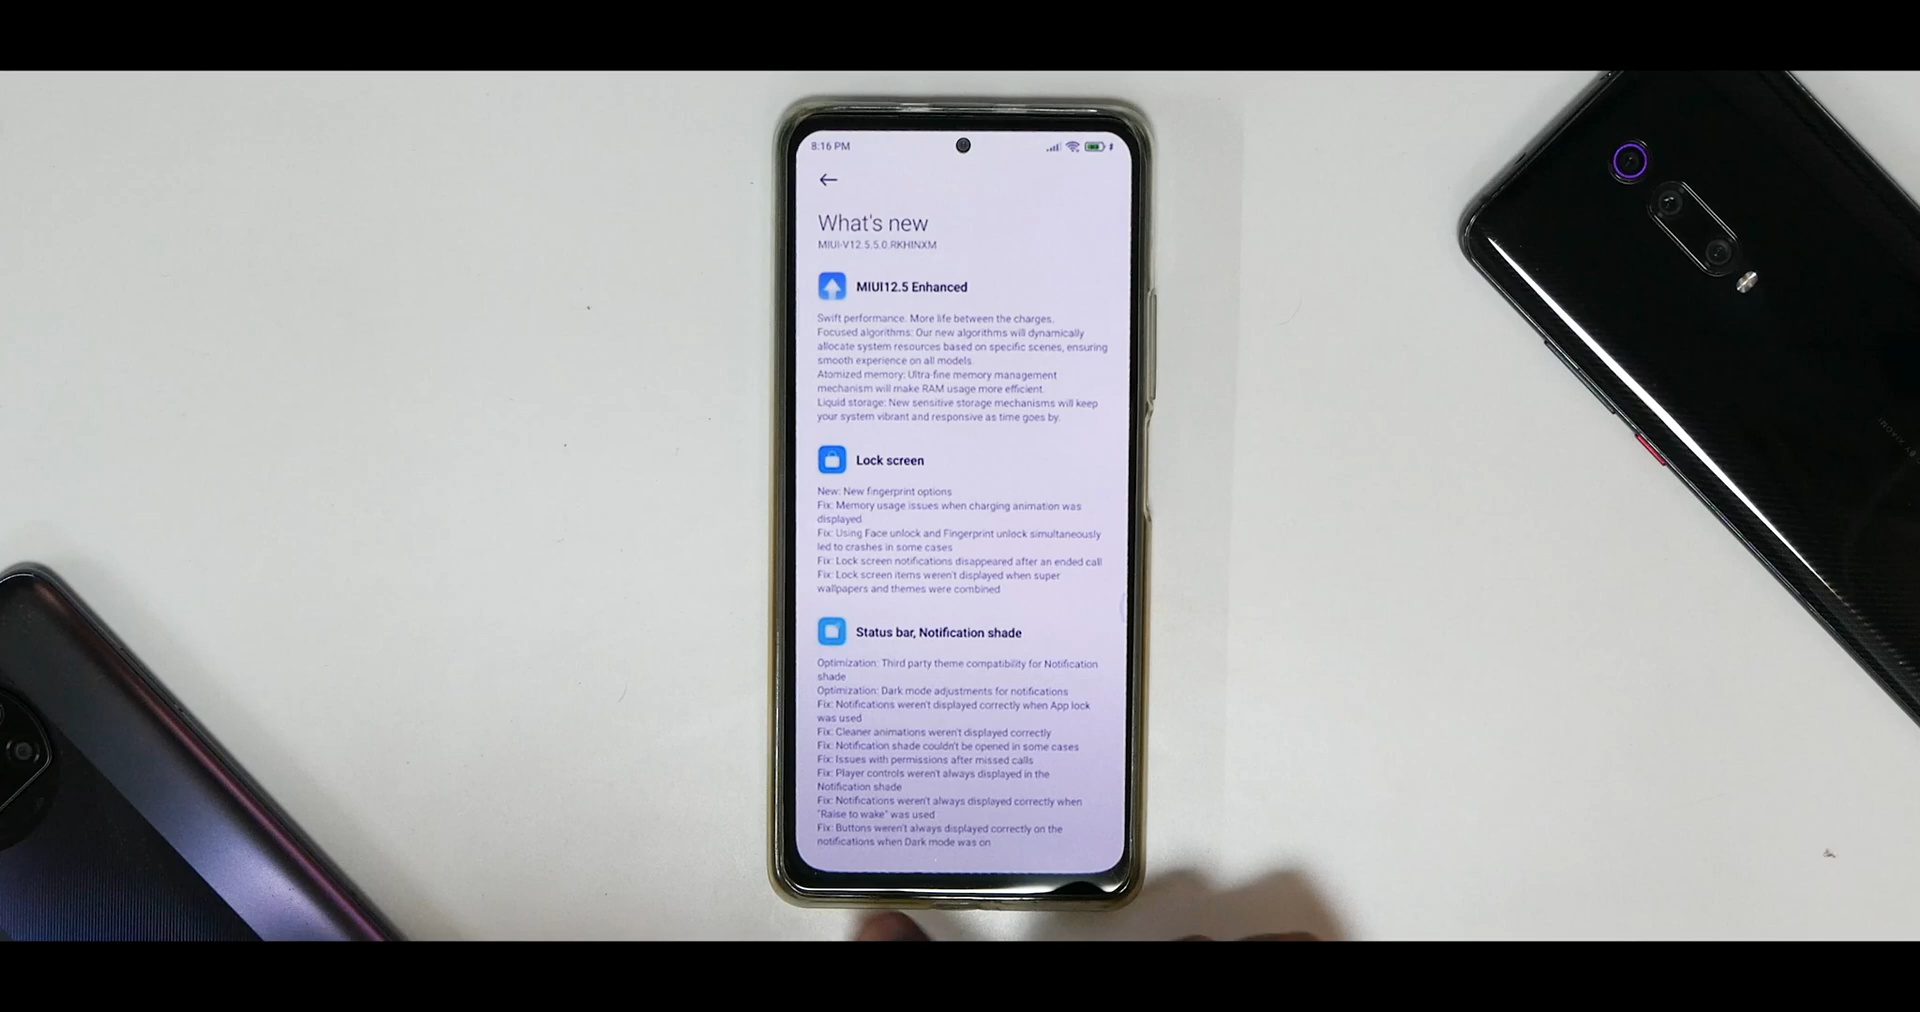 8:16 PM
What's new
MIUI-V12.5.5.0.RKHINXM
MIUI12.5 Enhanced
Swift performance. More life between the charges.
Focused algorithms: Our new algorithms will dynamically
allocate system resources based on specific scenes, ensuring
smooth experience on all models.
Atomized memory: Ultra-fine memory management
mechanism will make RAM usage more efficient.
Liquid storage: New sensitive storage mechanisms will keep
your system vibrant and responsive as time goes by.
Lock screen
New: New fingerprint options
Fix: Memory usage issues when charging animation was
displayed
Fix: Using Face unlock and Fingerprint unlock simultaneously
led to crashes in some cases
Fix: Lock screen notifications disappeared after an ended call
Fix: Lock screen items weren't displayed when super
wallpapers and themes were combined
Status bar, Notification shade
Optimization: Third party theme compatibility for Notification
shade
Optimization: Dark mode adjustments for notifications
Fix: Notifications weren't displayed correctly when App lock
was used
Fix: Cleaner animations weren't displayed correctly
Fix: Notification shade couldn't be opened in some cases
Fix: Issues with permissions after missed calls
Fix: Player controls weren't always displayed in the
Notification shade
Fix: Notifications weren't always displayed correctly when
"Raise to wake" was used
Fix: Buttons weren't always displayed correctly on the
notifications when Dark mode was on
BY XIAOMI